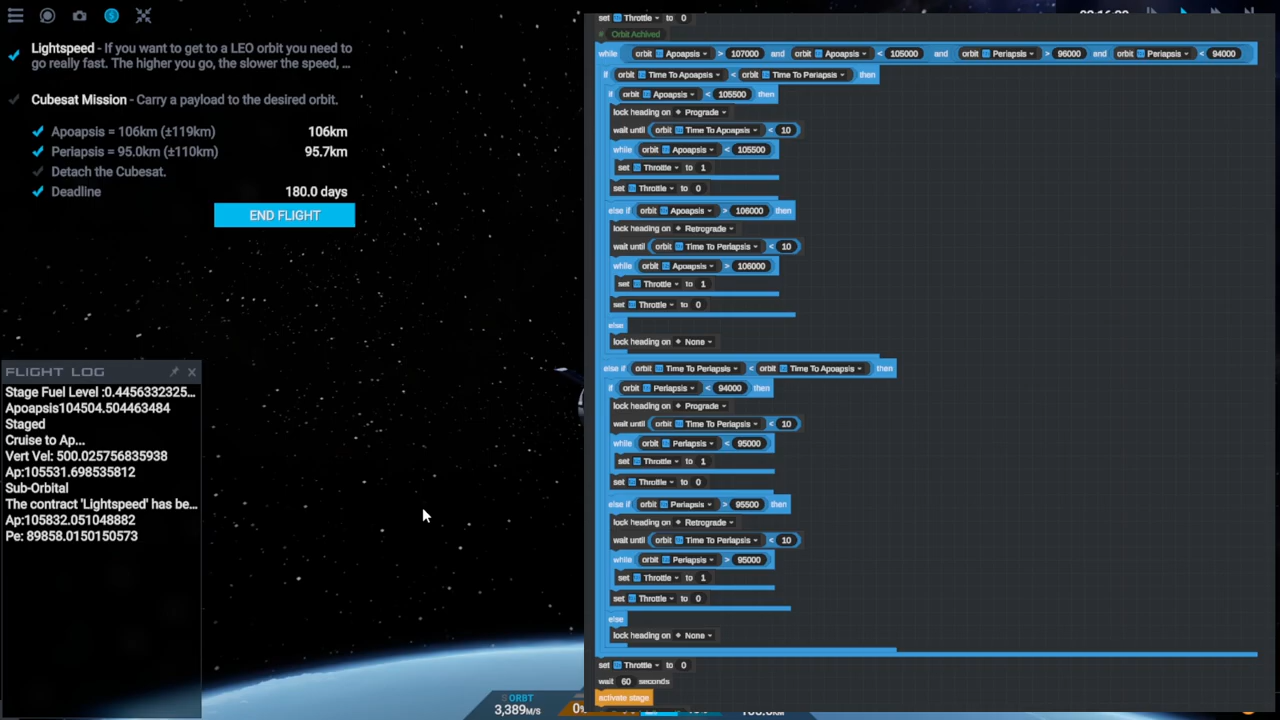 Lightspeed - If you want to get to a LEO orbit you need to
go really fast. The higher you go, the slower the speed, ...
Cubesat Mission - Carry a payload to the desired orbit.
Apoapsis = 106km (±119km) 106km
Periapsis = 95.0km (±110km) 95.7km
Detach the Cubesat.
Deadline 180.0 days
END FLIGHT
FLIGHT LOG
Stage Fuel Level :0.4456332325...
Apoapsis104504.504463484
Staged
Cruise to Ap...
Vert Vel: 500.025756835938
Ap:105531.698535812
Sub-Orbital
The contract 'Lightspeed' has be...
Ap:105832.051048882
Pe: 89858.0150150573
ORBT
3,389M/S
set Throttle to 0
Orbit Achived
while orbit Apoapsis > 107000 and orbit Apoapsis < 105000 and orbit Periapsis > 96000 and orbit Periapsis < 94000
if orbit Time To Apoapsis < orbit Time To Periapsis then
if orbit Apoapsis < 105500 then
lock heading on Prograde
wait until orbit Time To Apoapsis < 10
while orbit Apoapsis < 105500
set Throttle to 1
set Throttle to 0
else if orbit Apoapsis > 106000 then
lock heading on Retrograde
wait until orbit Time To Periapsis < 10
while orbit Apoapsis > 106000
set Throttle to 1
set Throttle to 0
else
lock heading on None
else if orbit Time To Periapsis < orbit Time To Apoapsis then
if orbit Periapsis < 94000 then
lock heading on Prograde
wait until orbit Time To Periapsis < 10
while orbit Periapsis < 95000
set Throttle to 1
set Throttle to 0
else if orbit Periapsis > 95500 then
lock heading on Retrograde
wait until orbit Time To Periapsis < 10
while orbit Periapsis > 95000
set Throttle to 1
set Throttle to 0
else
lock heading on None
set Throttle to 0
wait 60 seconds
activate stage